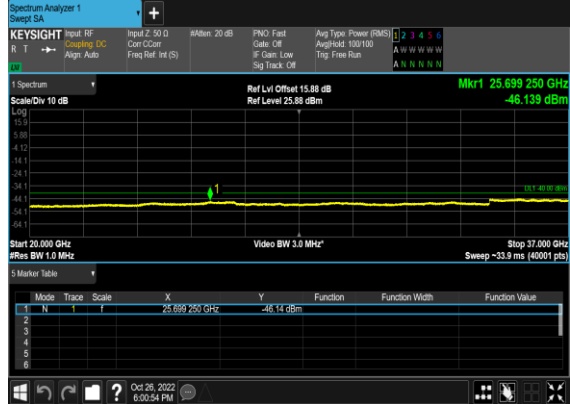 Spectrum Analyzer 1
Swept SA
+
KEYSIGHT Input: RF Input Z: 50 Ω #Atten: 20 dB PNO: Fast Avg Type: Power (RMS) 1 2 3 4 5 6
R T Coupling: DC Corr CCorr Gate: Off Avg|Hold: 100/100 A W W W W W
Align: Auto Freq Ref: Int (S) IF Gain: Low Trig: Free Run
Sig Track: Off A N N N N N
1 Spectrum Ref Lvl Offset 15.88 dB Mkr1 25.699 250 GHz
Scale/Div 10 dB Ref Level 25.88 dBm -46.139 dBm
Log
15.9
5.88
-4.12
-14.1
-24.1
-34.1 1 DL1 -40.00 dBm
-44.1
-54.1
Start 20.000 GHz Video BW 3.0 MHz* Stop 37.000 GHz
#Res BW 1.0 MHz Sweep ~33.9 ms (40001 pts)
5 Marker Table
Mode Trace Scale X Y Function Function Width Function Value
1 N 1 f 25.699 250 GHz -46.14 dBm
2
3
4
5
6
? Oct 26, 2022
6:00:54 PM